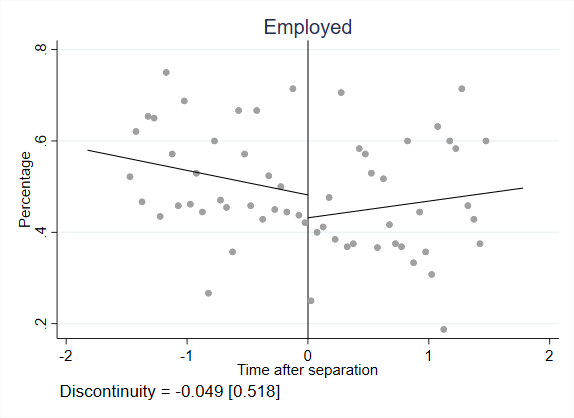 Employed
Percentage
.8
.6
.4
.2
-2 -1 0 1 2
Time after separation
Discontinuity = -0.049 [0.518]